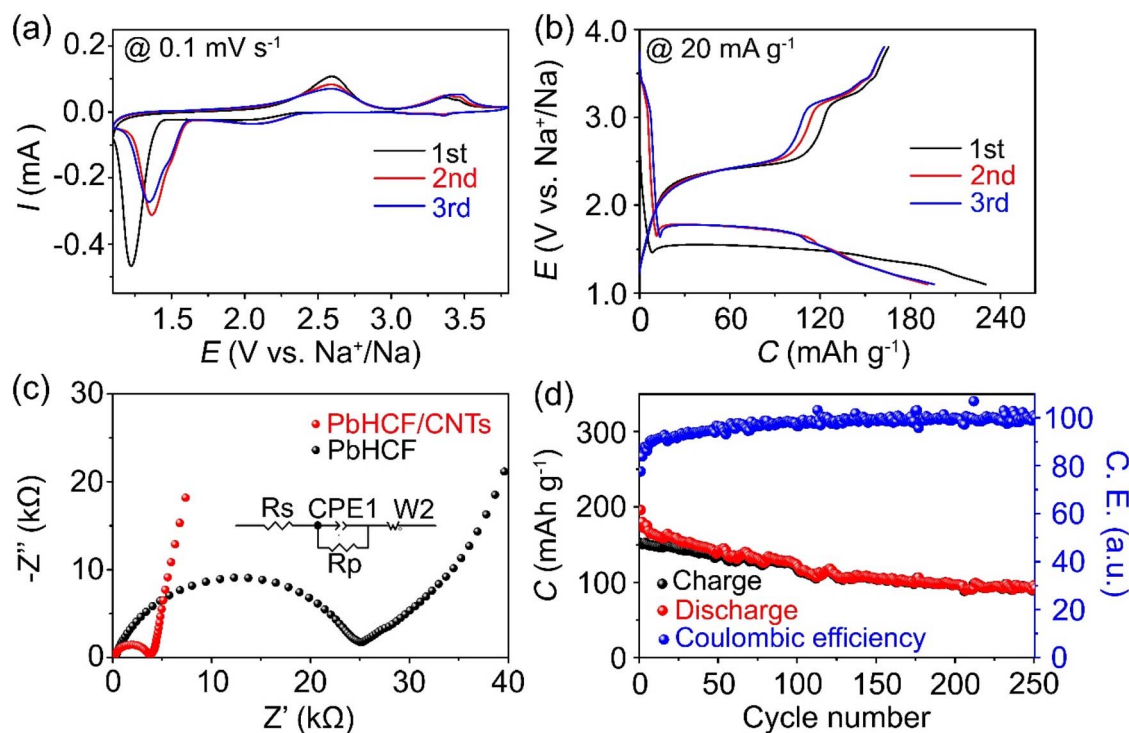 (a)
@ 0.1 mV s⁻¹
0.2
0.0
-0.2
-0.4
I (mA)
1st
2nd
3rd
1.5 2.0 2.5 3.0 3.5
E (V vs. Na⁺/Na)
(b)
@ 20 mA g⁻¹
4.0
3.0
2.0
1.0
E (V vs. Na⁺/Na)
1st
2nd
3rd
0 60 120 180 240
C (mAh g⁻¹)
(c)
30
20
10
0
-Z'' (kΩ)
PbHCF/CNTs
PbHCF
Rs CPE1 W2
Rp
0 10 20 30 40
Z' (kΩ)
(d)
300
200
100
0
C (mAh g⁻¹)
100
80
60
40
20
0
C. E. (a.u.)
Charge
Discharge
Coulombic efficiency
0 50 100 150 200 250
Cycle number